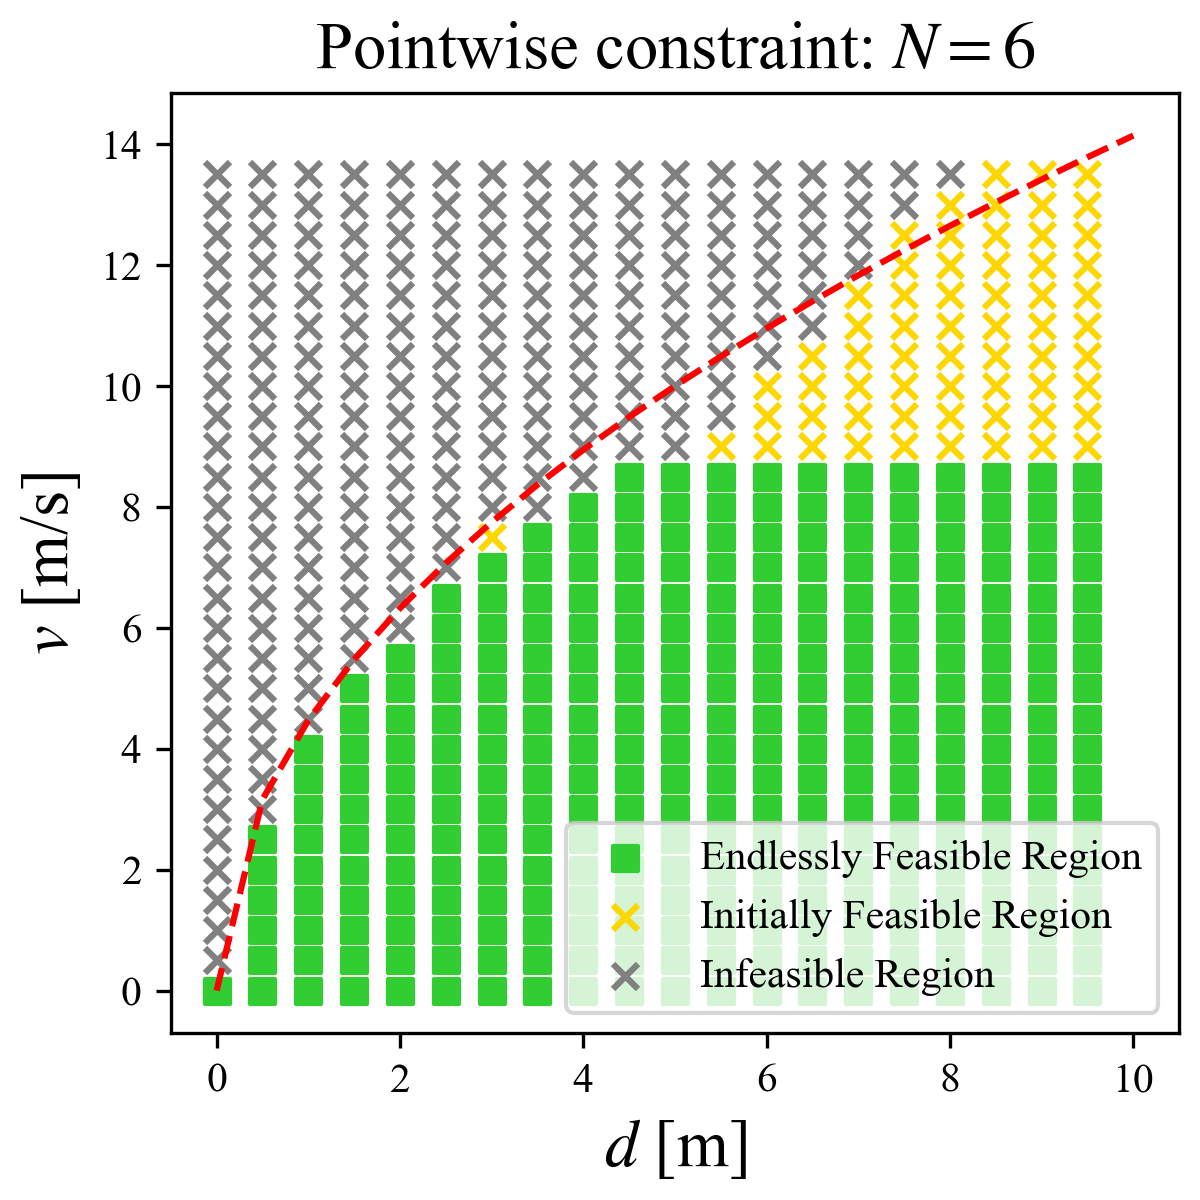 Pointwise constraint: N = 6
14
12
10
8
6
4
2
0
v [m/s]
Endlessly Feasible Region
Initially Feasible Region
Infeasible Region
0 2 4 6 8 10
d [m]